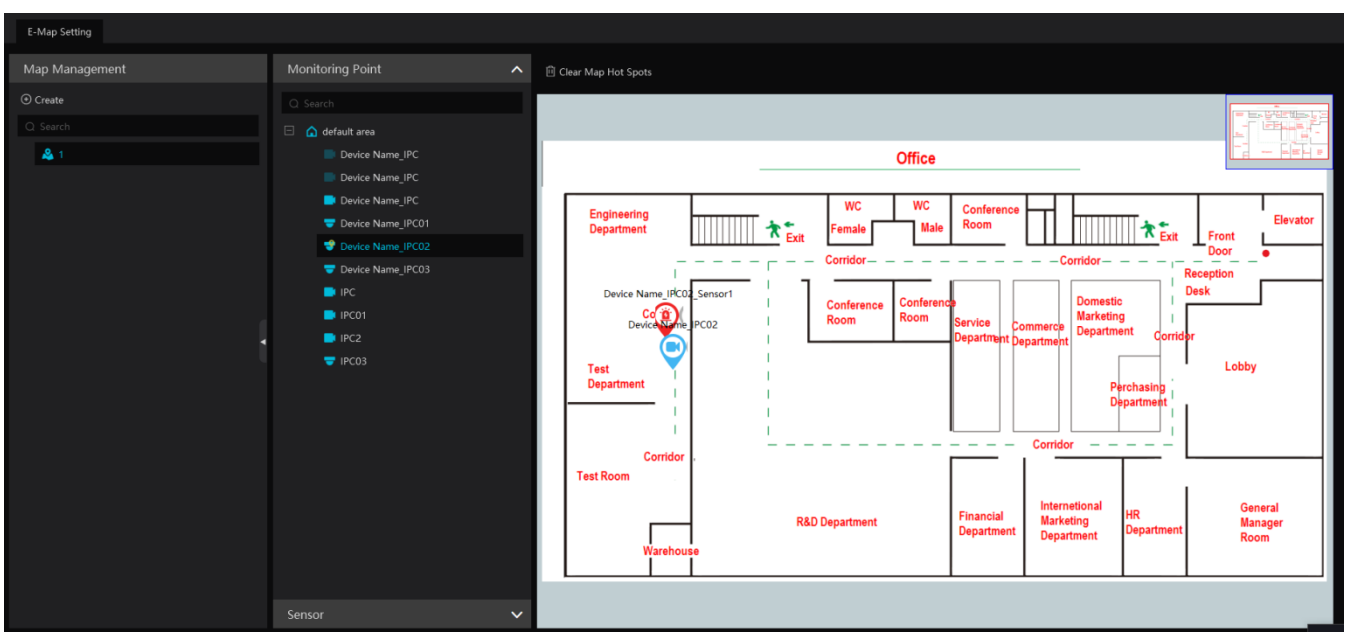 E-Map Setting
Map Management
Create
Search
1
Monitoring Point
Search
default area
Device Name_IPC
Device Name_IPC
Device Name_IPC
Device Name_IPC01
Device Name_IPC02
Device Name_IPC03
IPC
IPC01
IPC2
IPC03
Sensor
Clear Map Hot Spots
Office
Engineering
Department
Exit
WC
Female
WC
Male
Conference
Room
Exit
Front
Door
Elevator
Corridor
Corridor
Reception
Desk
Device Name_IPC02_Sensor1
Device Name_IPC02
Conference
Room
Conference
Room
Service
Department
Commerce
Department
Domestic
Marketing
Department
Corridor
Lobby
Test
Department
Perchasing
Department
Corridor
Corridor
Test Room
R&D Department
Financial
Department
Internetional
Marketing
Department
HR
Department
General
Manager
Room
Warehouse